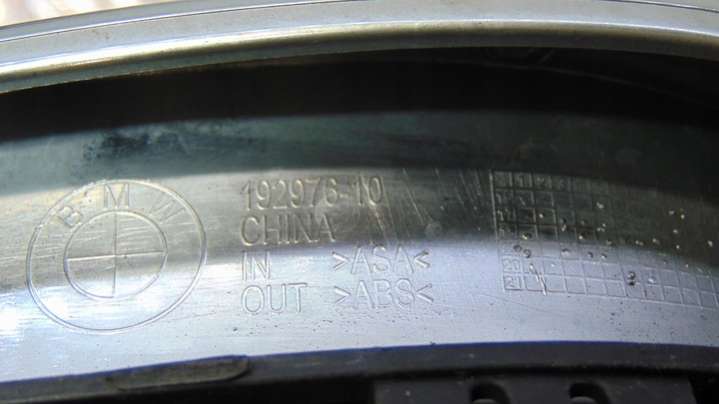 BMW
192976-10
CHINA
IN >ASA<
OUT >ABS<